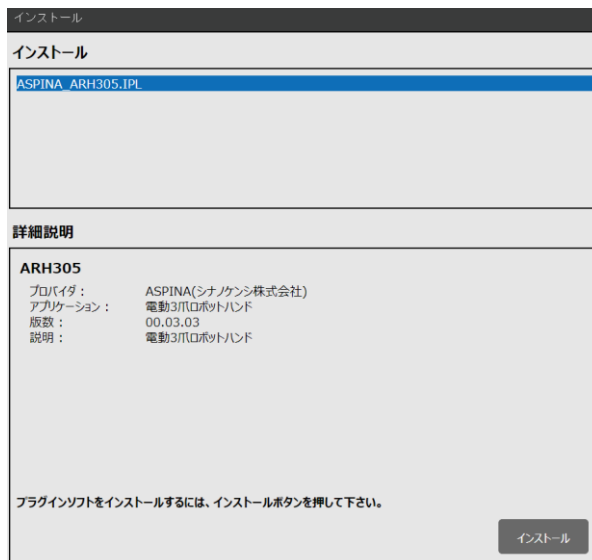 インストール
インストール
ASPINA_ARH305.IPL
詳細説明
ARH305
プロバイダ： ASPINA(シナノケンシ株式会社)
アプリケーション： 電動3爪ロボットハンド
版数： 00.03.03
説明： 電動3爪ロボットハンド
プラグインソフトをインストールするには、インストールボタンを押して下さい。
インストール